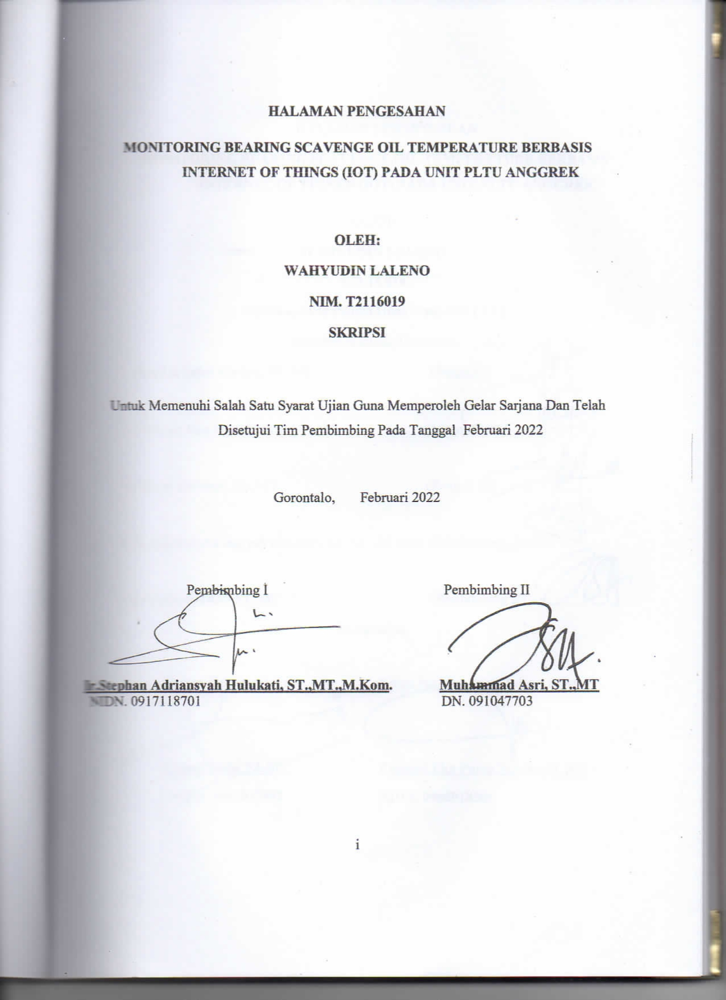 HALAMAN PENGESAHAN
MONITORING BEARING SCAVENGE OIL TEMPERATURE BERBASIS
INTERNET OF THINGS (IOT) PADA UNIT PLTU ANGGREK
OLEH:
WAHYUDIN LALENO
NIM. T2116019
SKRIPSI
Untuk Memenuhi Salah Satu Syarat Ujian Guna Memperoleh Gelar Sarjana Dan Telah
Disetujui Tim Pembimbing Pada Tanggal Februari 2022
Gorontalo, Februari 2022
Pembimbing I Pembimbing II
Ir.Stephan Adriansyah Hulukati, ST.,MT.,M.Kom. Muhammad Asri, ST.,MT
NIDN. 0917118701 DN. 091047703
i